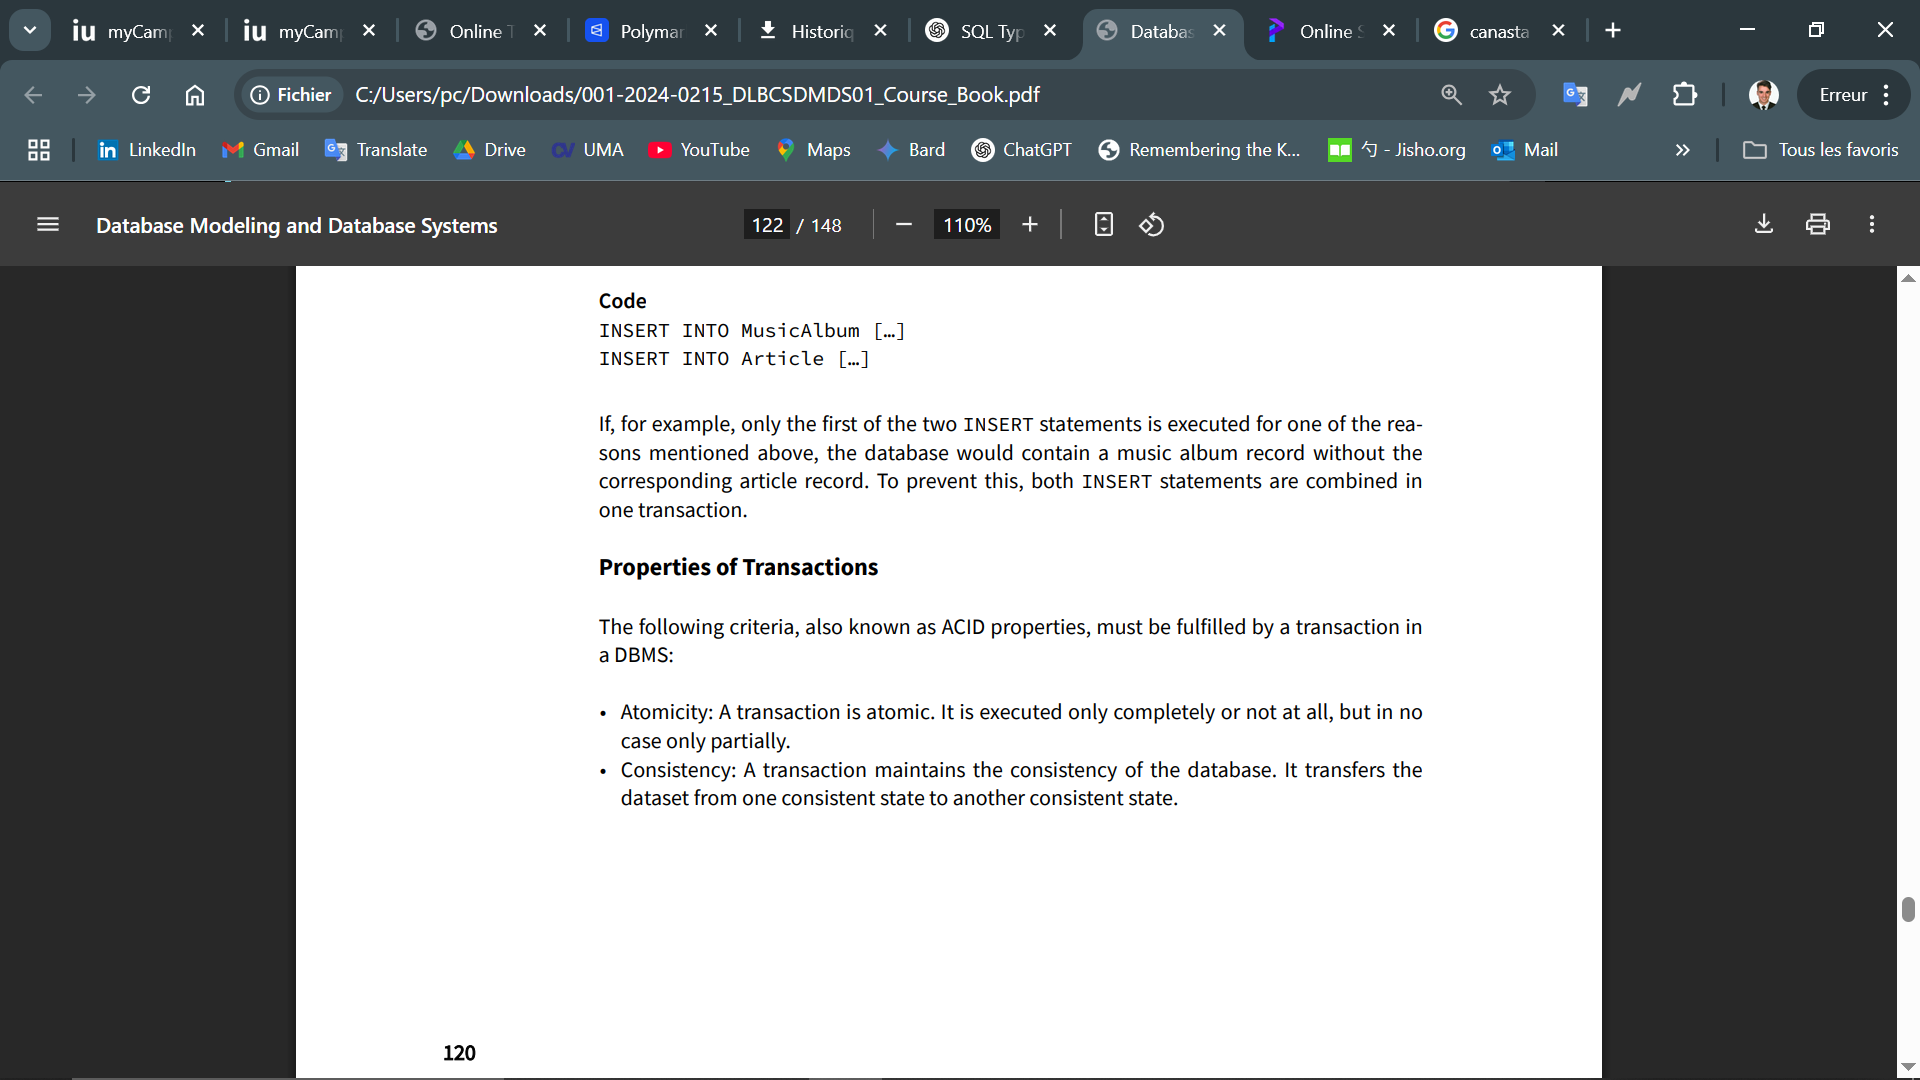 myCam
myCam
Online T
Polymar
Historiq
SQL Typ
Databas
Online S
canasta
Fichier
C:/Users/pc/Downloads/001-2024-0215_DLBCSDMDS01_Course_Book.pdf
Erreur
LinkedIn
Gmail
Translate
Drive
UMA
YouTube
Maps
Bard
ChatGPT
Remembering the K...
勺 - Jisho.org
Mail
Tous les favoris
Database Modeling and Database Systems
122 / 148
110%
Code
INSERT INTO MusicAlbum […]
INSERT INTO Article […]
If, for example, only the first of the two INSERT statements is executed for one of the rea-
sons mentioned above, the database would contain a music album record without the
corresponding article record. To prevent this, both INSERT statements are combined in
one transaction.
Properties of Transactions
The following criteria, also known as ACID properties, must be fulfilled by a transaction in
a DBMS:
• Atomicity: A transaction is atomic. It is executed only completely or not at all, but in no
case only partially.
• Consistency: A transaction maintains the consistency of the database. It transfers the
dataset from one consistent state to another consistent state.
120